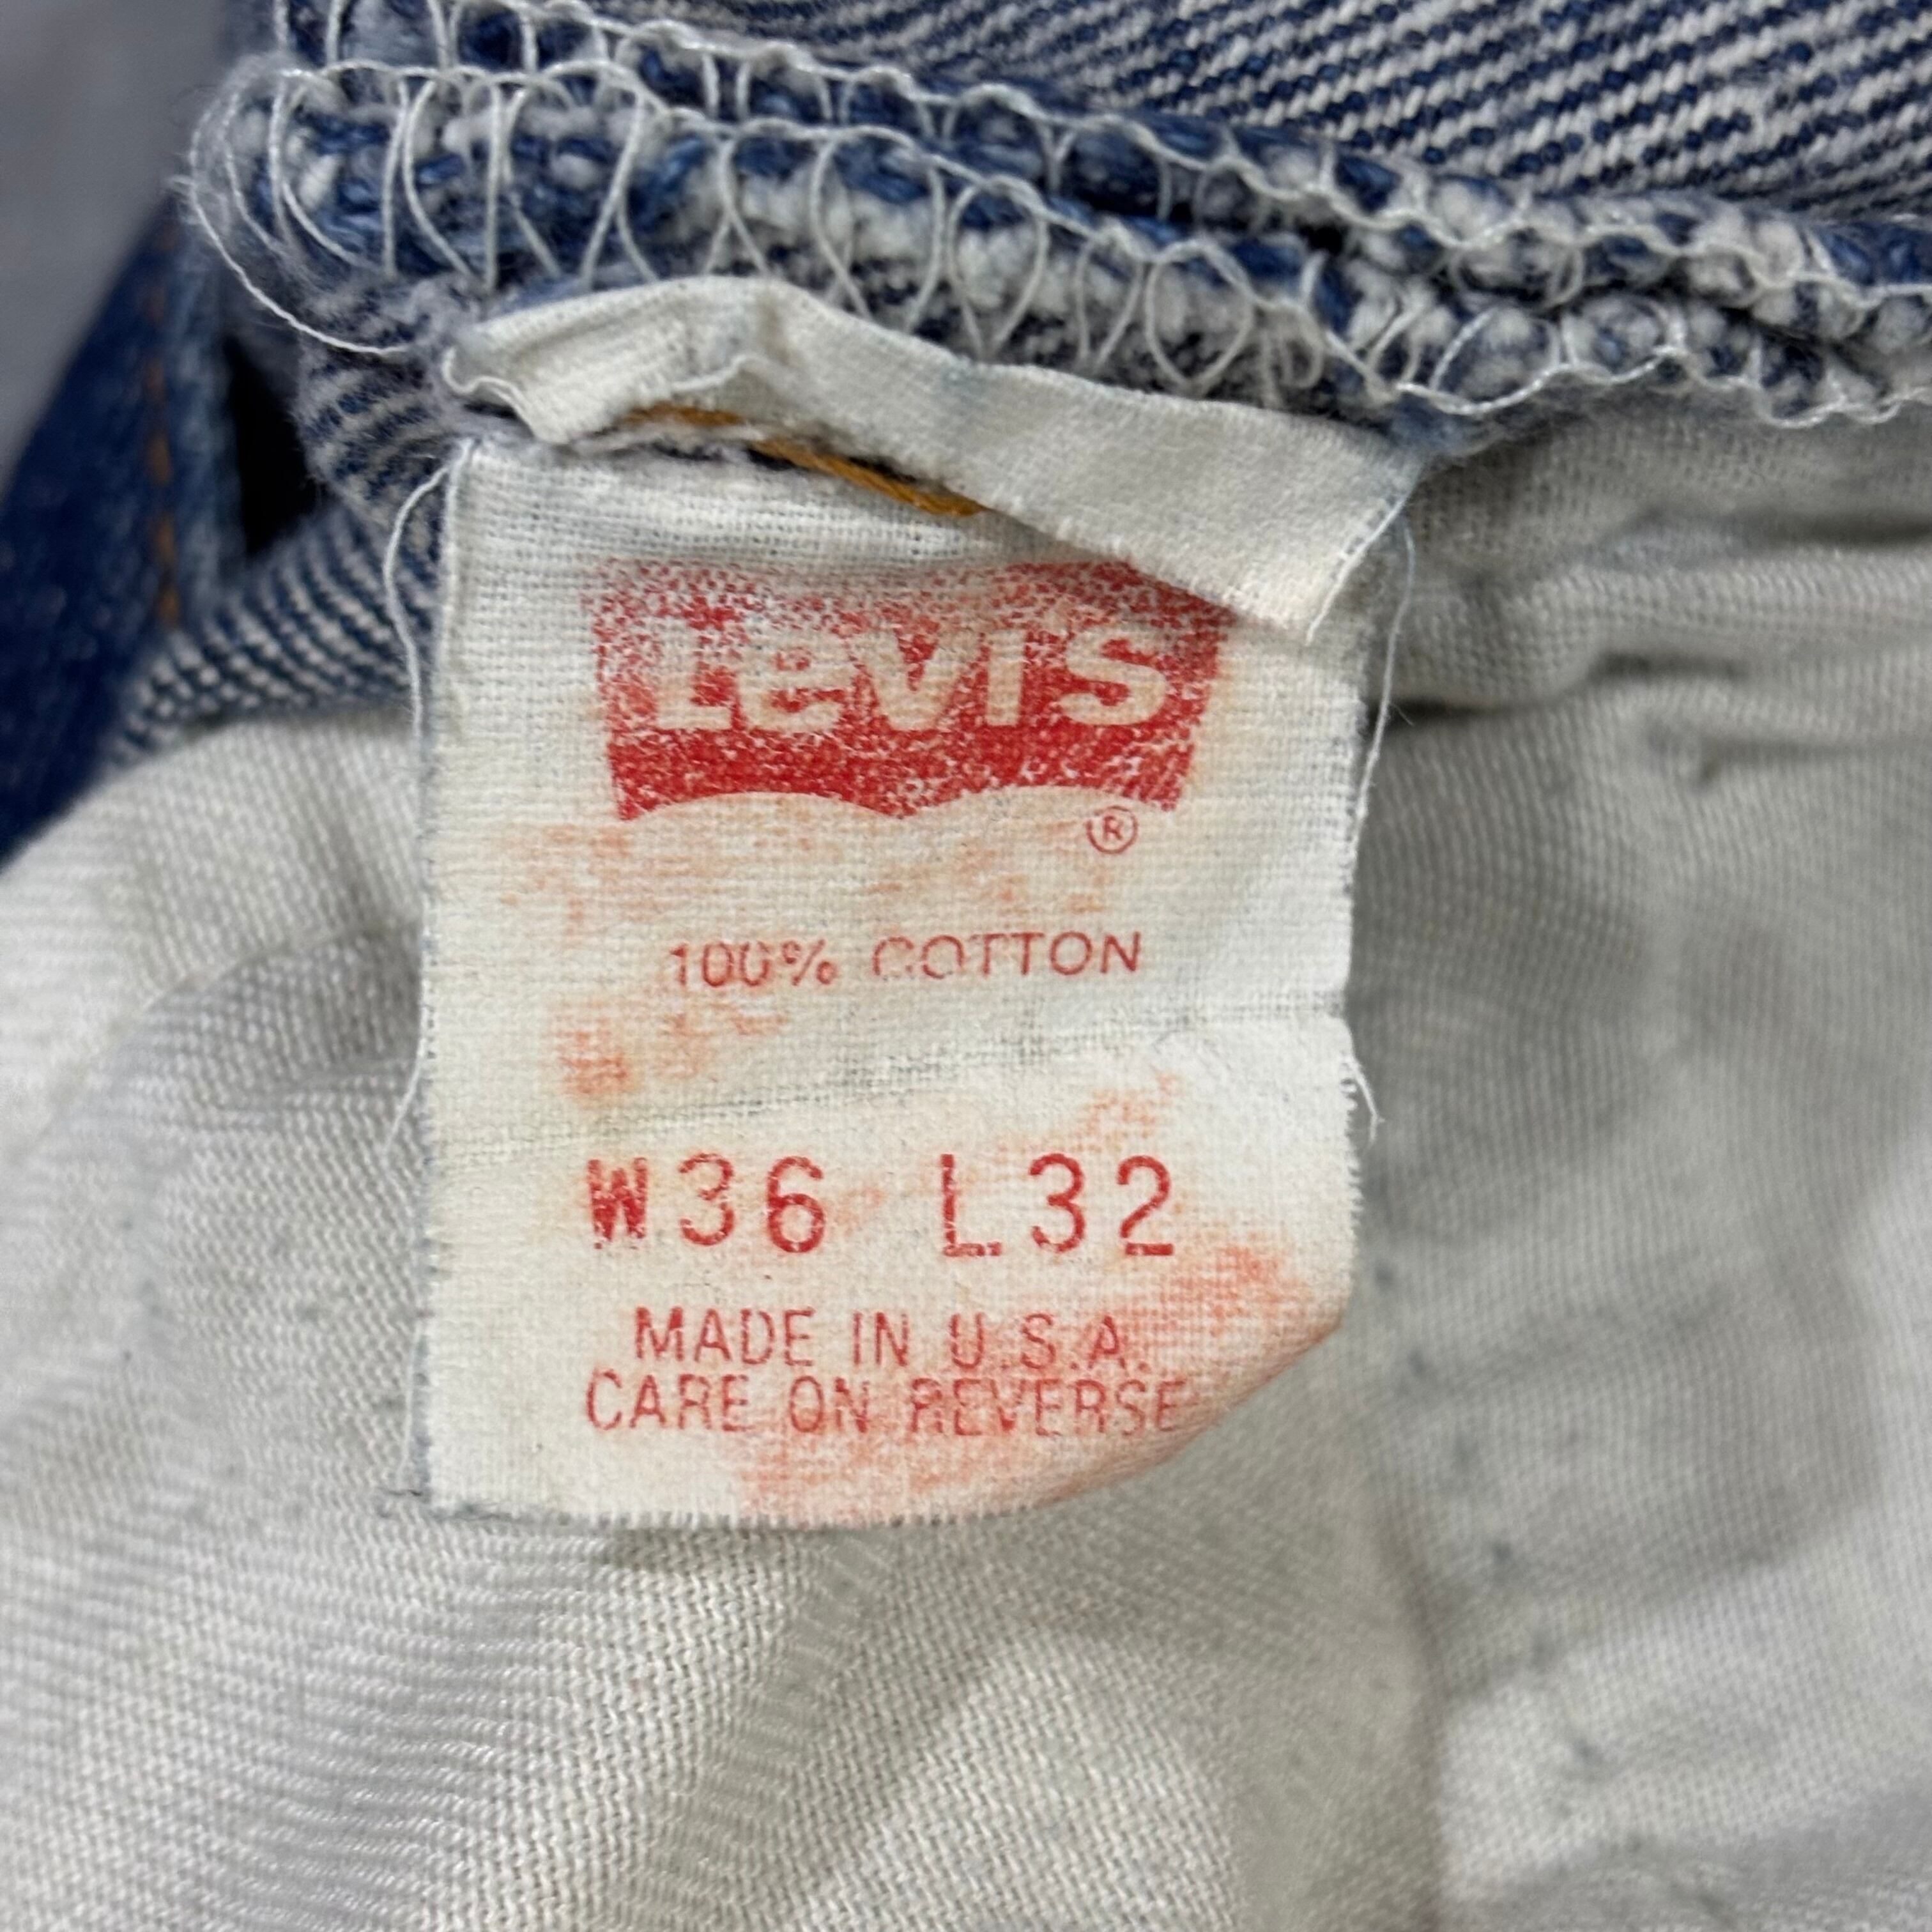 Levi's
®
100% COTTON
W36 L32
MADE IN U.S.A.
CARE ON REVERSE